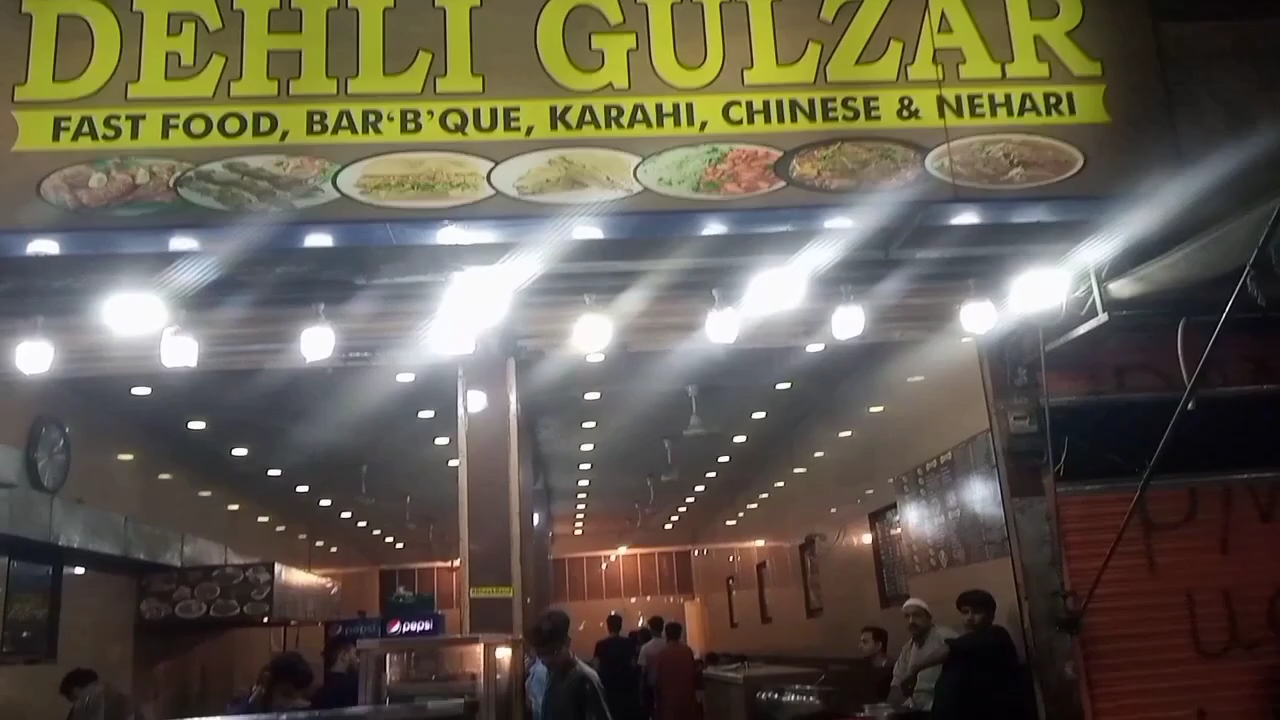 DEHLI GULZAR
FAST FOOD, BAR‘B’QUE, KARAHI, CHINESE & NEHARI
pepsi
pepsi